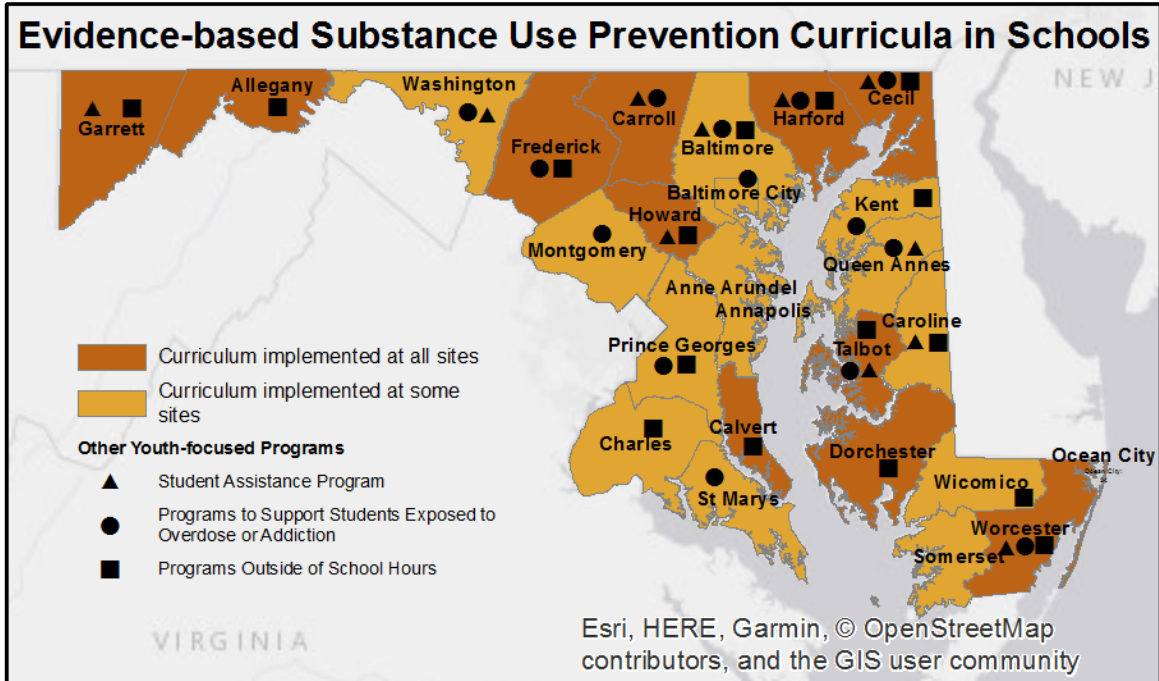 Evidence-based Substance Use Prevention Curricula in Schools
NEW J
Allegany
Washington
Cecil
Garrett
Carroll
Harford
Frederick
Baltimore
Baltimore City
Kent
Howard
Montgomery
Queen Annes
Anne Arundel
Annapolis
Caroline
Prince Georges
Talbot
Curriculum implemented at all sites
Curriculum implemented at some
sites
Charles
Calvert
Dorchester
Ocean City
Ocean City
Other Youth-focused Programs
Wicomico
Student Assistance Program
St Marys
Programs to Support Students Exposed to
Overdose or Addiction
Worcester
Somerset
Programs Outside of School Hours
VIRGINIA
Esri, HERE, Garmin, © OpenStreetMap
contributors, and the GIS user community